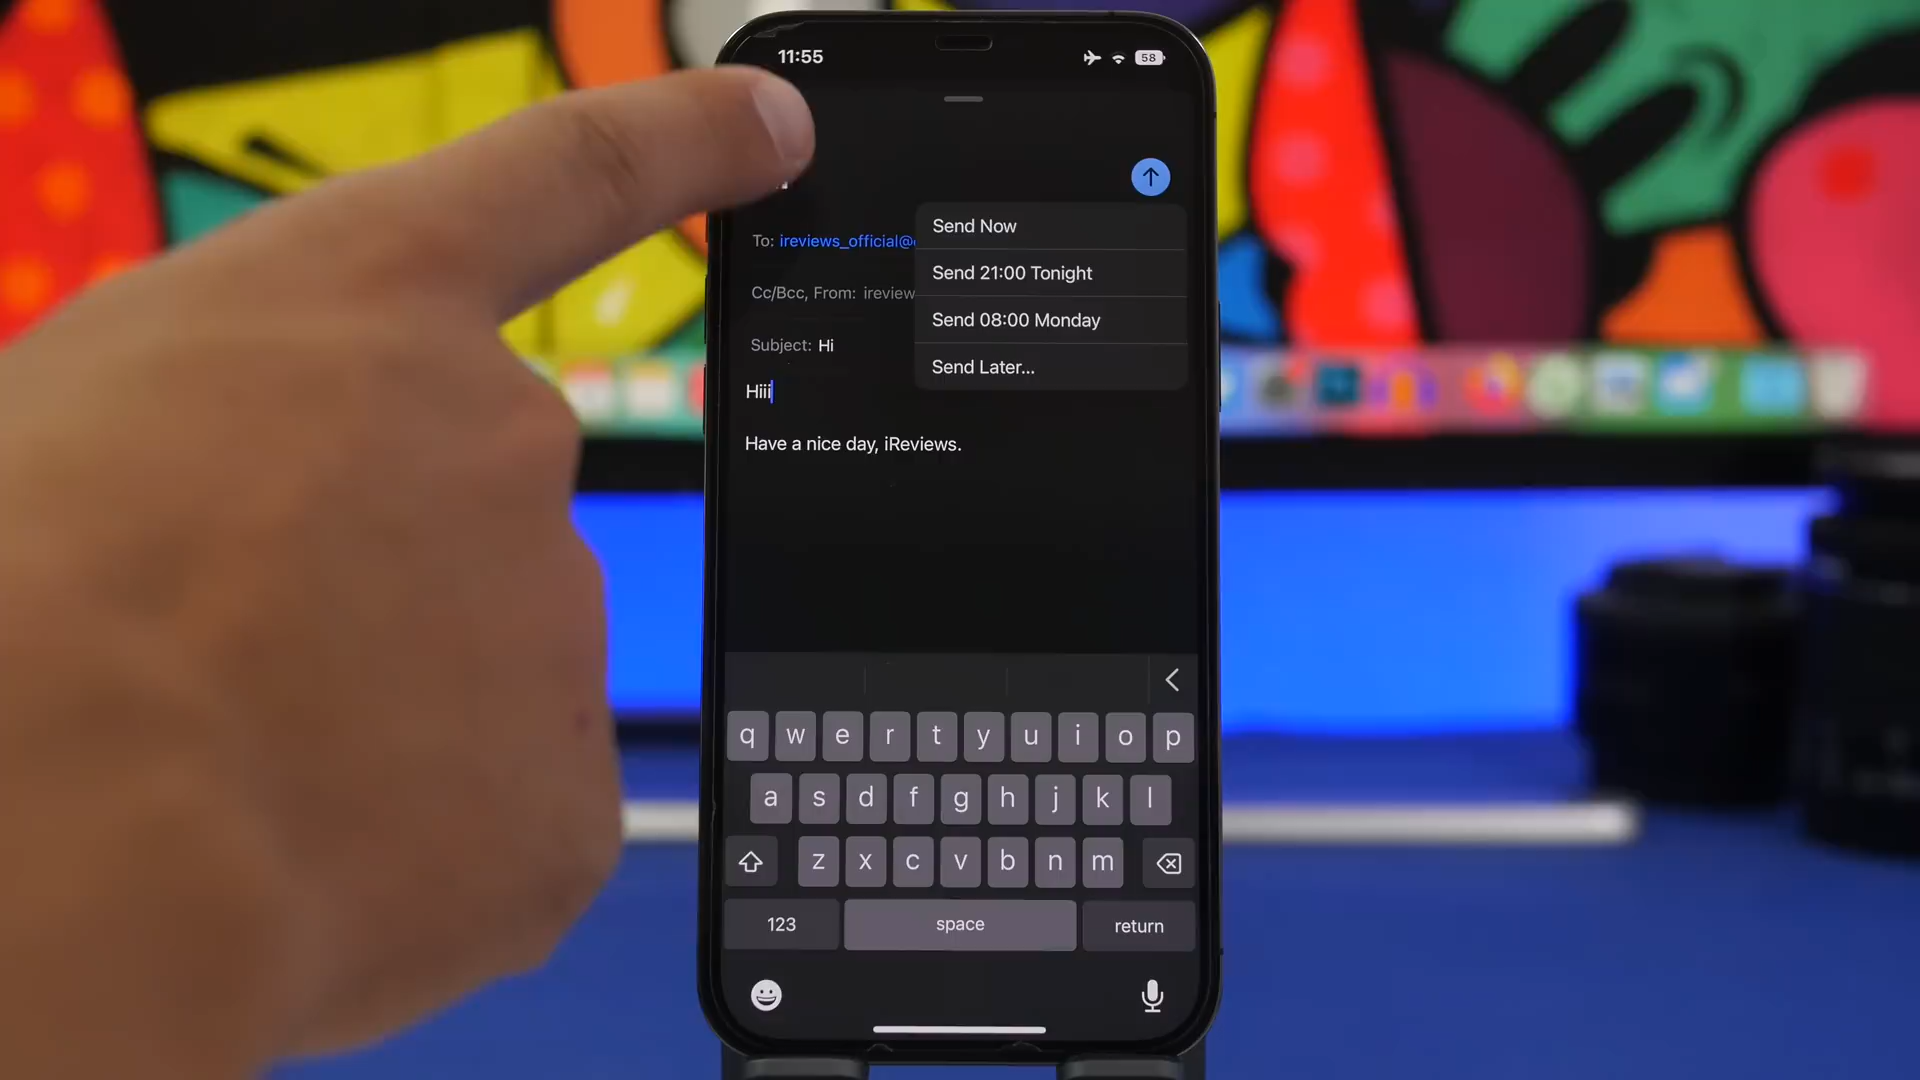 11:55
58
To: ireviews_official@
Cc/Bcc, From: ireview
Subject: Hi
Send Now
Send 21:00 Tonight
Send 08:00 Monday
Send Later...
Hiii
Have a nice day, iReviews.
q w e r t y u i o p
a s d f g h j k l
z x c v b n m
123 space return